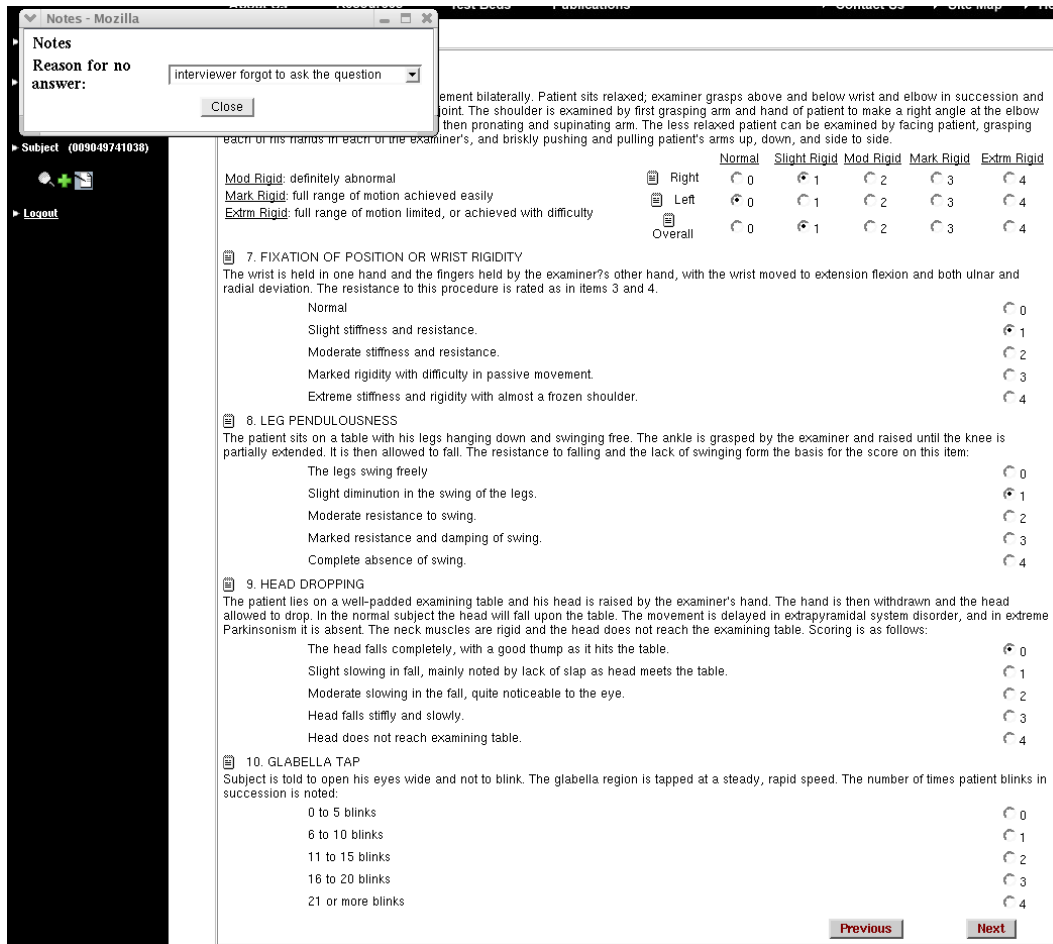 About Us Resources Test Beds Publications Contact Us Site Map
Notes - Mozilla
Notes
Reason for no answer:
interviewer forgot to ask the question
Close
Subject (009049741038)
Logout
ement bilaterally. Patient sits relaxed; examiner grasps above and below wrist and elbow in succession and
joint. The shoulder is examined by first grasping arm and hand of patient to make a right angle at the elbow
then pronating and supinating arm. The less relaxed patient can be examined by facing patient, grasping
each of his hands in each of the examiner's, and briskly pushing and pulling patient's arms up, down, and side to side.
Normal Slight Rigid Mod Rigid Mark Rigid Extrm Rigid
Mod Rigid: definitely abnormal Right 0 1 2 3 4
Mark Rigid: full range of motion achieved easily Left 0 1 2 3 4
Extrm Rigid: full range of motion limited, or achieved with difficulty Overall 0 1 2 3 4
7. FIXATION OF POSITION OR WRIST RIGIDITY
The wrist is held in one hand and the fingers held by the examiner?s other hand, with the wrist moved to extension flexion and both ulnar and
radial deviation. The resistance to this procedure is rated as in items 3 and 4.
Normal 0
Slight stiffness and resistance. 1
Moderate stiffness and resistance. 2
Marked rigidity with difficulty in passive movement. 3
Extreme stiffness and rigidity with almost a frozen shoulder. 4
8. LEG PENDULOUSNESS
The patient sits on a table with his legs hanging down and swinging free. The ankle is grasped by the examiner and raised until the knee is
partially extended. It is then allowed to fall. The resistance to falling and the lack of swinging form the basis for the score on this item:
The legs swing freely 0
Slight diminution in the swing of the legs. 1
Moderate resistance to swing. 2
Marked resistance and damping of swing. 3
Complete absence of swing. 4
9. HEAD DROPPING
The patient lies on a well-padded examining table and his head is raised by the examiner's hand. The hand is then withdrawn and the head
allowed to drop. In the normal subject the head will fall upon the table. The movement is delayed in extrapyramidal system disorder, and in extreme
Parkinsonism it is absent. The neck muscles are rigid and the head does not reach the examining table. Scoring is as follows:
The head falls completely, with a good thump as it hits the table. 0
Slight slowing in fall, mainly noted by lack of slap as head meets the table. 1
Moderate slowing in the fall, quite noticeable to the eye. 2
Head falls stiffly and slowly. 3
Head does not reach examining table. 4
10. GLABELLA TAP
Subject is told to open his eyes wide and not to blink. The glabella region is tapped at a steady, rapid speed. The number of times patient blinks in
succession is noted:
0 to 5 blinks 0
6 to 10 blinks 1
11 to 15 blinks 2
16 to 20 blinks 3
21 or more blinks 4
Previous Next